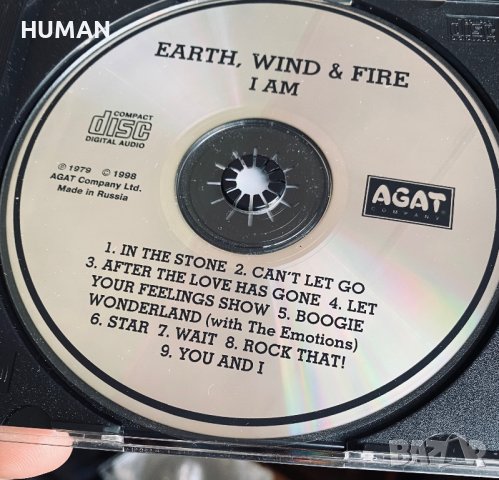 HUMAN
EARTH, WIND & FIRE
I AM
COMPACT
disc
DIGITAL AUDIO
℗ 1979 © 1998
AGAT Company Ltd.
Made in Russia
AGAT
COMPANY
1. IN THE STONE 2. CAN'T LET GO
3. AFTER THE LOVE HAS GONE 4. LET
YOUR FEELINGS SHOW 5. BOOGIE
WONDERLAND (with The Emotions)
6. STAR 7. WAIT 8. ROCK THAT!
9. YOU AND I
BAZAR